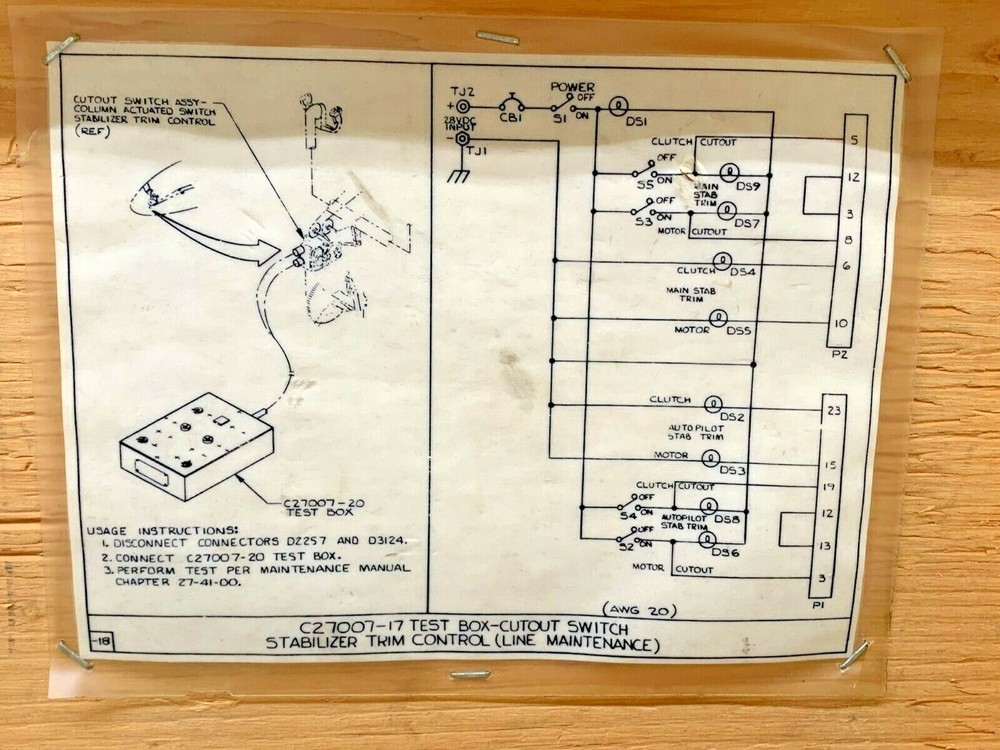 CUTOUT SWITCH ASSY-
COLUMN ACTUATED SWITCH
STABILIZER TRIM CONTROL
(REF)
C27007-20
TEST BOX
USAGE INSTRUCTIONS:
1. DISCONNECT CONNECTORS D2257 AND D3124.
2. CONNECT C27007-20 TEST BOX.
3. PERFORM TEST PER MAINTENANCE MANUAL
CHAPTER 27-41-00.
TJ2
+
28VDC
INPUT
-
TJ1
CB1
POWER
OFF
S1 ON
DS1
CLUTCH CUTOUT
5
OFF
S5 ON
DS9
12
MAIN
STAB
TRIM
OFF
S3 ON
DS7
3
MOTOR CUTOUT
8
CLUTCH DS4
6
MAIN STAB
TRIM
MOTOR DS5
10
P2
CLUTCH
DS2
23
AUTOPILOT
STAB TRIM
MOTOR
DS3
15
CLUTCH CUTOUT
19
OFF
S4 ON
DS8
12
AUTOPILOT
STAB TRIM
OFF
S2 ON
DS6
13
MOTOR CUTOUT
3
P1
(AWG 20)
-18
C27007-17 TEST BOX-CUTOUT SWITCH
STABILIZER TRIM CONTROL (LINE MAINTENANCE)